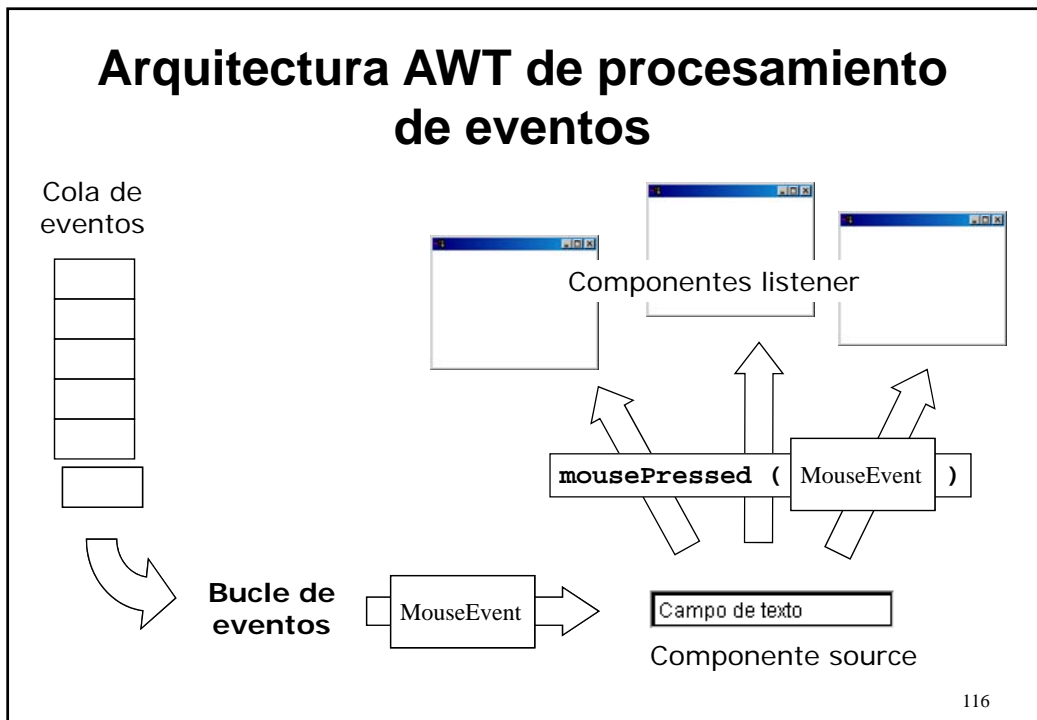 Arquitectura AWT de procesamiento
de eventos
Cola de
eventos
Componentes listener
mousePressed ( MouseEvent )
Bucle de
eventos
MouseEvent
Campo de texto
Componente source
116